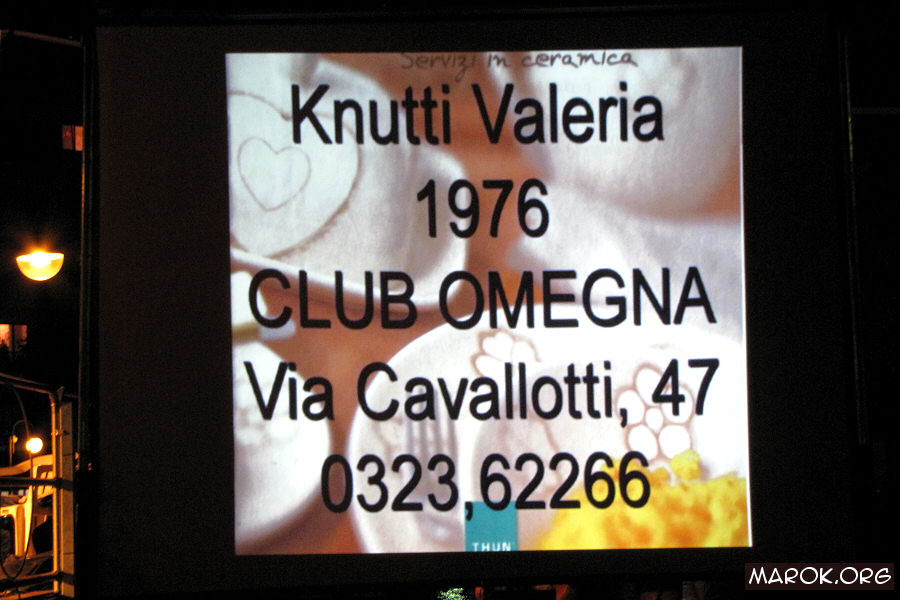 Servizi in ceramica
Knutti Valeria
1976
CLUB OMEGNA
Via Cavallotti, 47
0323,62266
THUN
MAROK.ORG